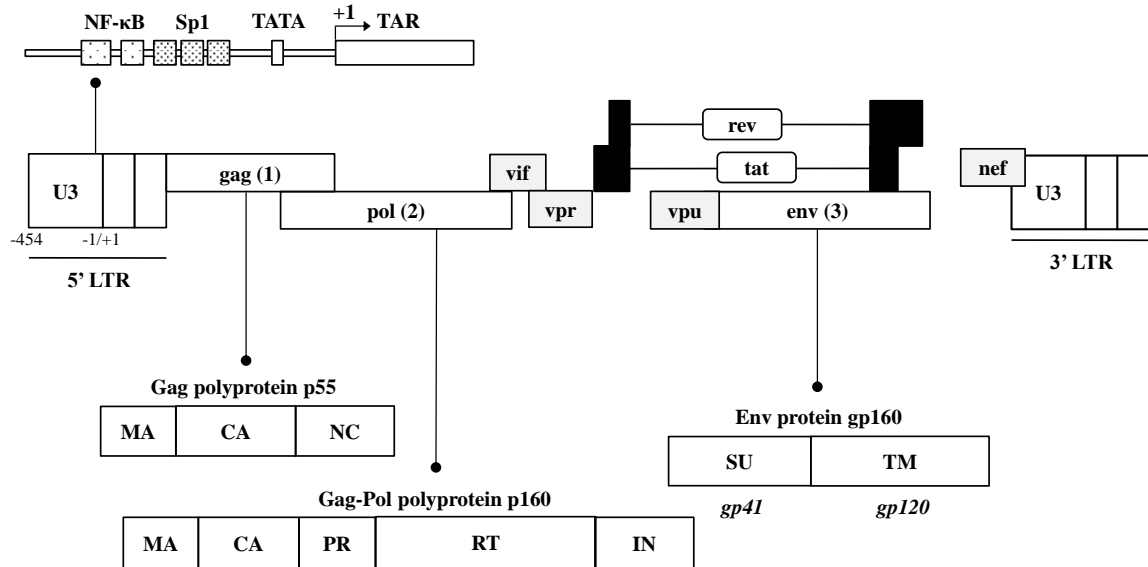 NF-κB Sp1 TATA +1 TAR
rev
gag (1) vif tat nef
U3 U3
pol (2) vpr vpu env (3)
-454 -1/+1
5’ LTR 3’ LTR
Gag polyprotein p55
MA CA NC
Env protein gp160
SU TM
gp41 gp120
Gag-Pol polyprotein p160
MA CA PR RT IN